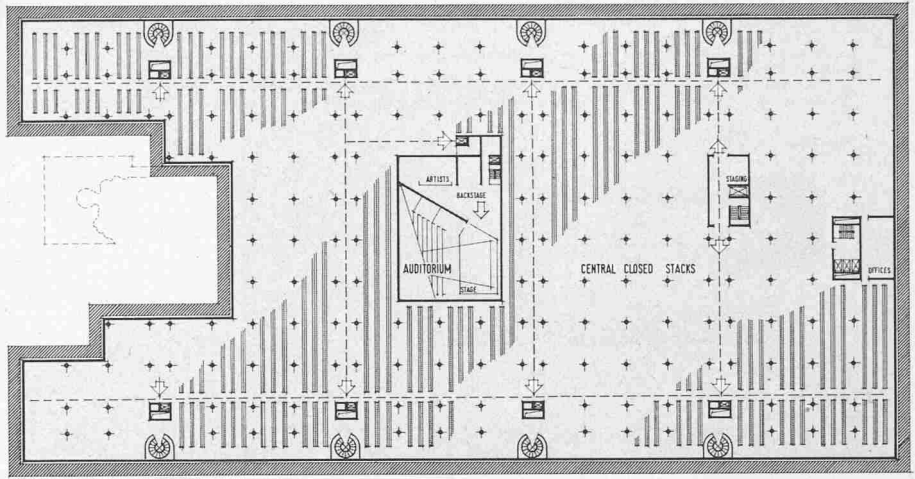 ARTISTS
BACKSTAGE
STAGING
AUDITORIUM
CENTRAL CLOSED STACKS
OFFICES
STAGE